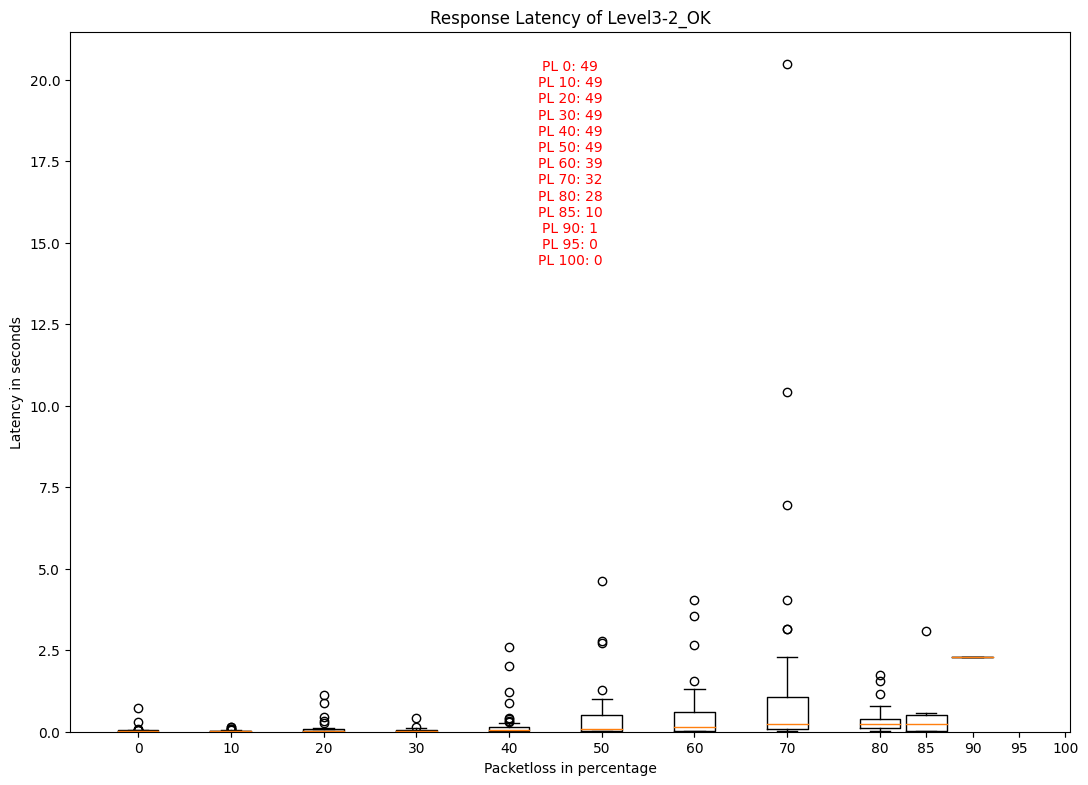 Response Latency of Level3-2_OK
PL 0: 49
PL 10: 49
PL 20: 49
PL 30: 49
PL 40: 49
PL 50: 49
PL 60: 39
PL 70: 32
PL 80: 28
PL 85: 10
PL 90: 1
PL 95: 0
PL 100: 0
Latency in seconds
20.0
17.5
15.0
12.5
10.0
7.5
5.0
2.5
0.0
0 10 20 30 40 50 60 70 80 85 90 95 100
Packetloss in percentage